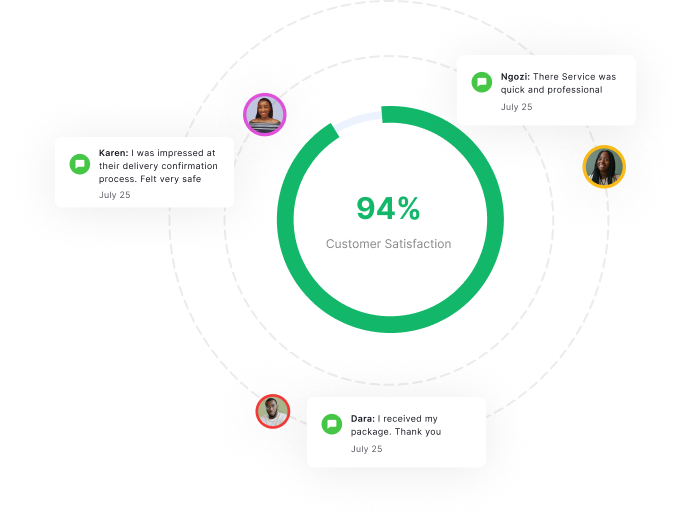 Ngozi: There Service was
quick and professional
July 25
Karen: I was impressed at
their delivery confirmation
process. Felt very safe
July 25
94%
Customer Satisfaction
Dara: I received my
package. Thank you
July 25